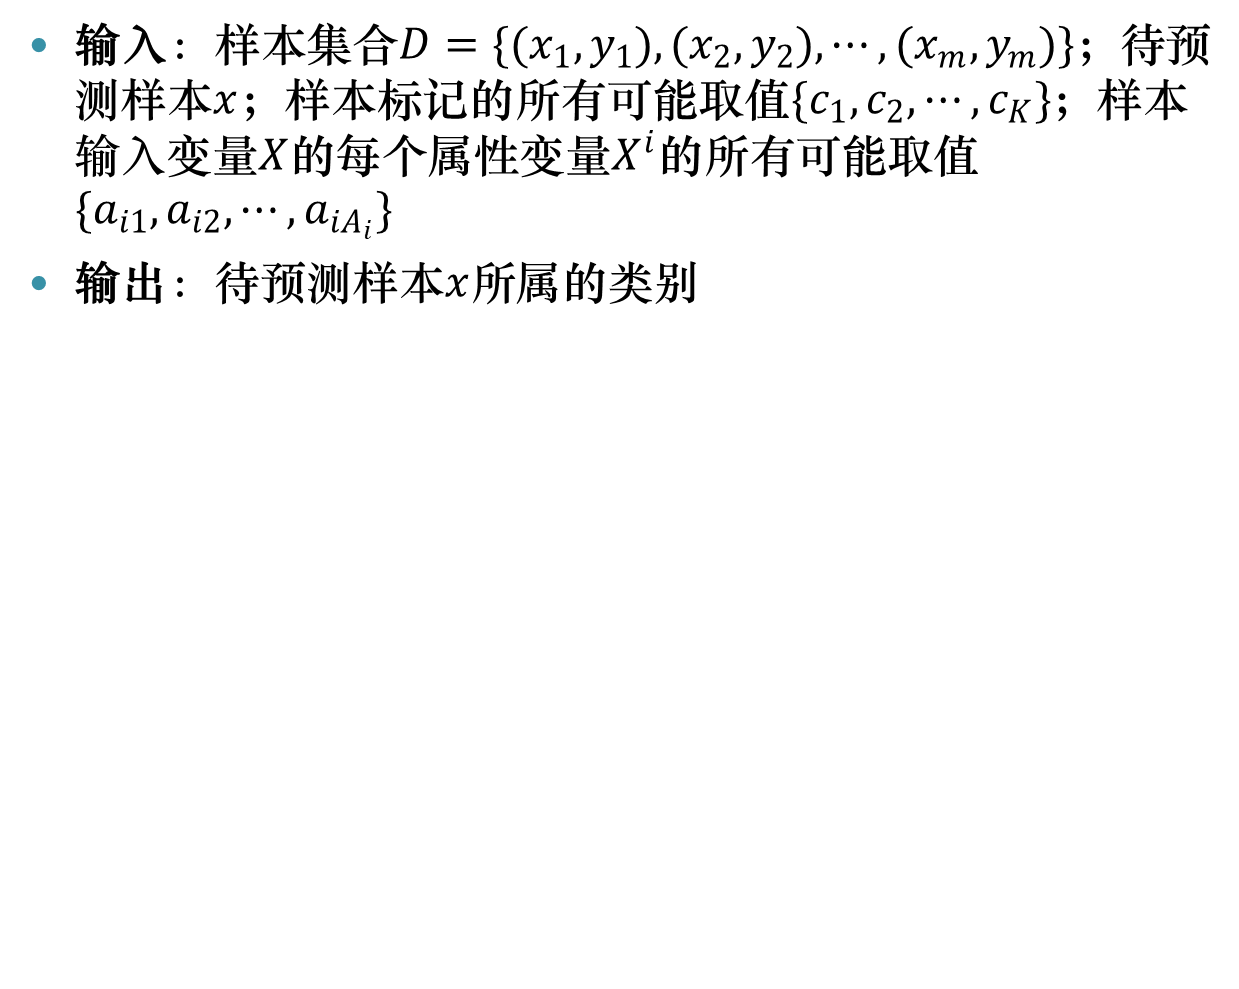 • 输入：样本集合D = {(x₁, y₁), (x₂, y₂), ⋯ , (xₘ, yₘ)}；待预
测样本x；样本标记的所有可能取值{c₁, c₂, ⋯ , c_K}；样本
输入变量X的每个属性变量Xⁱ的所有可能取值
{a_{i1}, a_{i2}, ⋯ , a_{iA_i}}
• 输出：待预测样本x所属的类别